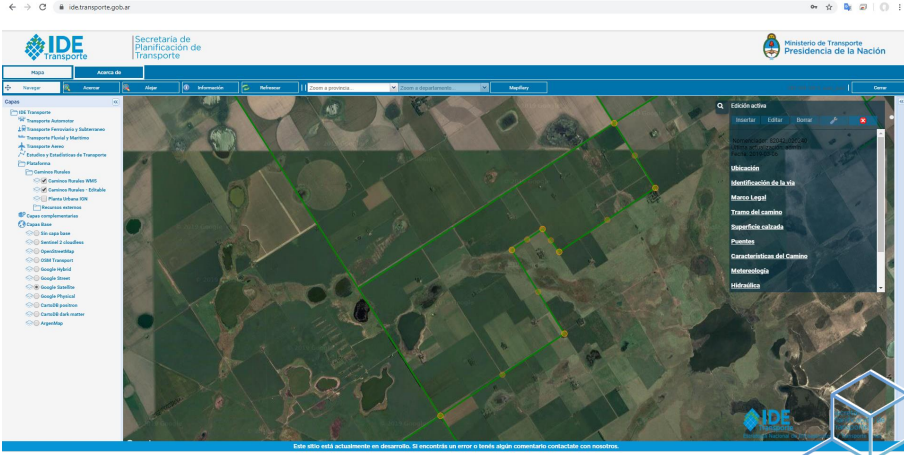 ide.transporte.gob.ar
IDE
Transporte
Secretaría de
Planificación de
Transporte
Ministerio de Transporte
Presidencia de la Nación
Mapa
Acerca de
Navegar
Acercar
Alejar
Información
Refrescar
Zoom a provincia...
Zoom a departamento...
Mapillary
Cerrar
Capas
IDE Transporte
Transporte Automotor
Transporte Ferroviario y Subterraneo
Transporte Fluvial y Marítimo
Transporte Aereo
Estudios y Estadísticas de Transporte
Plataforma
Caminos Rurales
Caminos Rurales WMS
Caminos Rurales - Editable
Planta Urbana IGN
Recursos externos
Capas complementarias
Capas Base
Sin capa base
Sentinel 2 cloudless
OpenStreetMap
OSM Transport
Google Hybrid
Google Street
Google Satellite
Google Physical
CartoDB positron
CartoDB dark matter
ArgenMap
Edición activa
Insertar
Editar
Borrar
Ubicación
Identificación de la via
Marco Legal
Tramo del camino
Superficie calzada
Puentes
Características del Camino
Metereología
Hidraúlica
IDE
Transporte
Este sitio está actualmente en desarrollo. Si encontrás un error o tenés algún comentario contactate con nosotros.